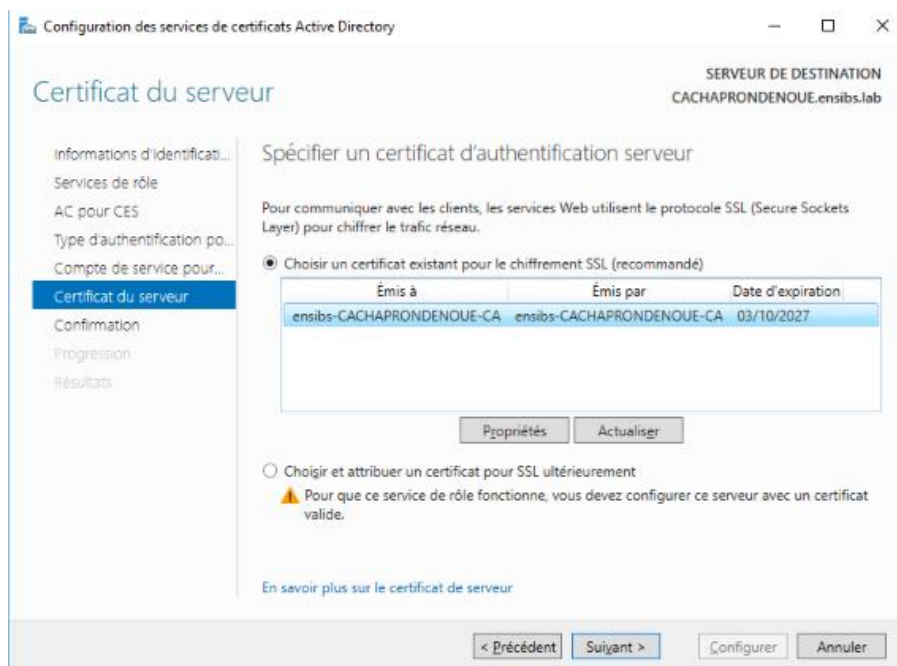 Configuration des services de certificats Active Directory
SERVEUR DE DESTINATION
CACHAPRONDENOUE.ensibs.lab
Certificat du serveur
Informations d'identificati...
Services de rôle
AC pour CES
Type d'authentification po...
Compte de service pour...
Certificat du serveur
Confirmation
Progression
Résultats
Spécifier un certificat d'authentification serveur
Pour communiquer avec les clients, les services Web utilisent le protocole SSL (Secure Sockets
Layer) pour chiffrer le trafic réseau.
Choisir un certificat existant pour le chiffrement SSL (recommandé)
Émis à Émis par Date d'expiration
ensibs-CACHAPRONDENOUE-CA ensibs-CACHAPRONDENOUE-CA 03/10/2027
Propriétés Actualiser
Choisir et attribuer un certificat pour SSL ultérieurement
Pour que ce service de rôle fonctionne, vous devez configurer ce serveur avec un certificat
valide.
En savoir plus sur le certificat de serveur
< Précédent Suivant > Configurer Annuler